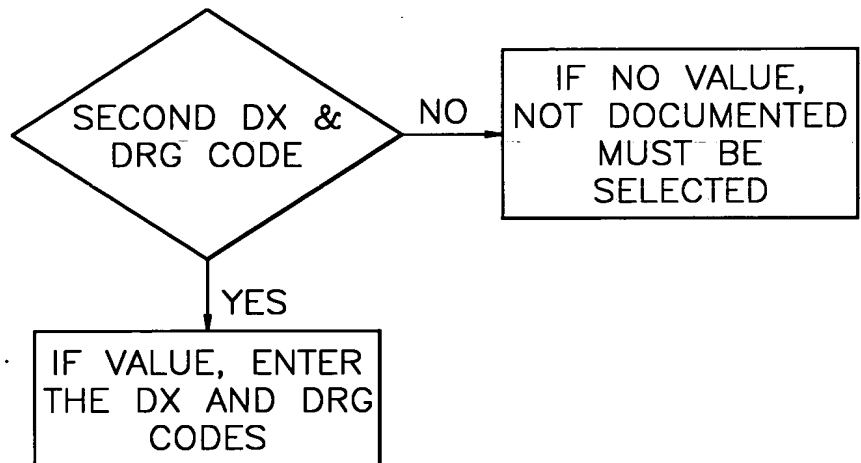 SECOND DX &
DRG CODE
NO
IF NO VALUE,
NOT DOCUMENTED
MUST BE
SELECTED
YES
IF VALUE, ENTER
THE DX AND DRG
CODES